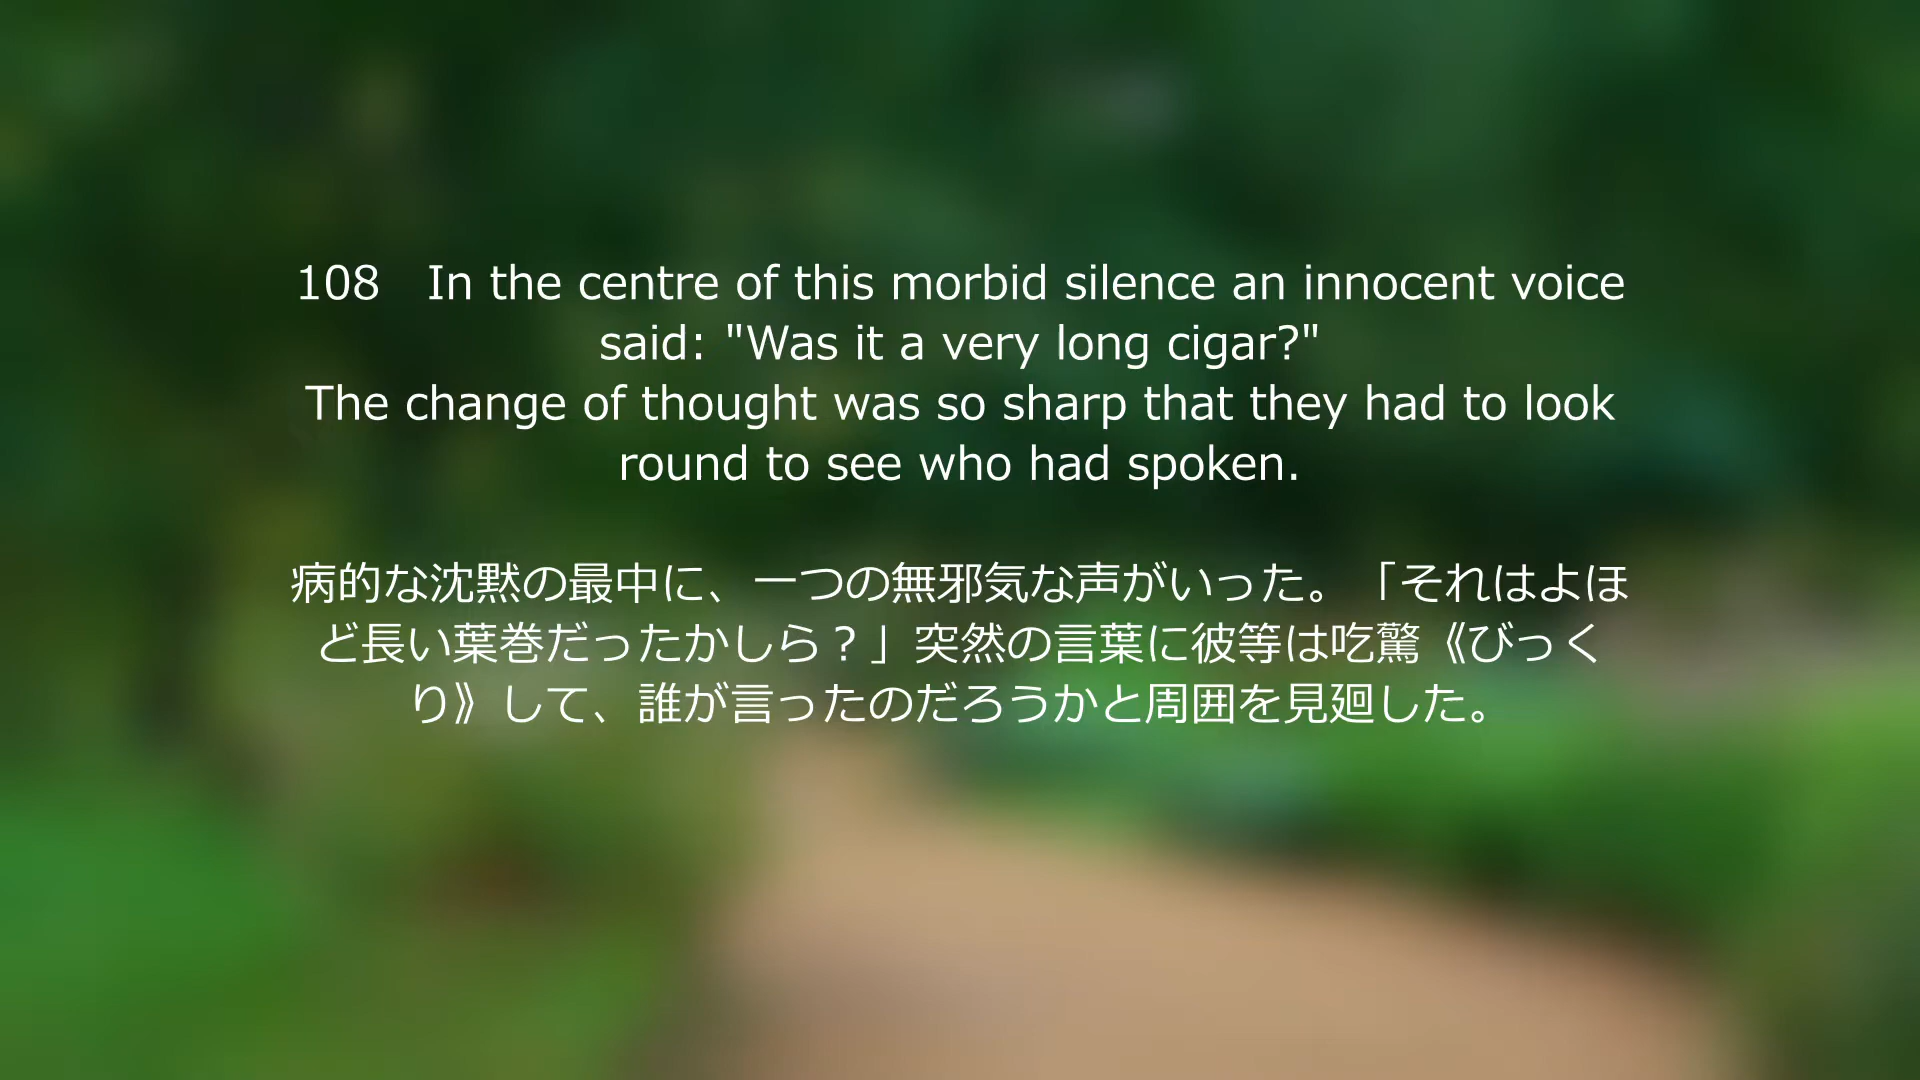 108　In the centre of this morbid silence an innocent voice
said: "Was it a very long cigar?"
The change of thought was so sharp that they had to look
round to see who had spoken.
病的な沈黙の最中に、一つの無邪気な声がいった。「それはよほ
ど長い葉巻だったかしら？」突然の言葉に彼等は吃驚《びっく
り》して、誰が言ったのだろうかと周囲を見廻した。